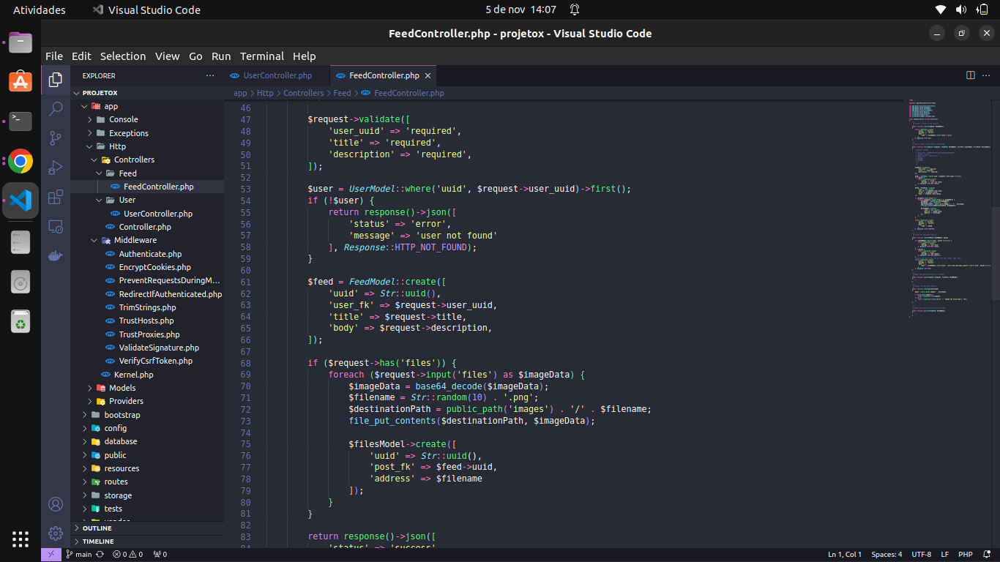 Atividades
Visual Studio Code
5 de nov 14:07
FeedController.php - projetox - Visual Studio Code
File Edit Selection View Go Run Terminal Help
EXPLORER
UserController.php
FeedController.php
PROJETOX
app
Console
Exceptions
Http
Controllers
Feed
FeedController.php
User
UserController.php
Controller.php
Middleware
Authenticate.php
EncryptCookies.php
PreventRequestsDuringM...
RedirectIfAuthenticated.php
TrimStrings.php
TrustHosts.php
TrustProxies.php
ValidateSignature.php
VerifyCsrfToken.php
Kernel.php
Models
Providers
bootstrap
config
database
public
resources
routes
storage
tests
OUTLINE
TIMELINE
app > Http > Controllers > Feed > FeedController.php
46
47 $request->validate([
48 'user_uuid' => 'required',
49 'title' => 'required',
50 'description' => 'required',
51 ]);
52
53 $user = UserModel::where('uuid', $request->user_uuid)->first();
54 if (!$user) {
55 return response()->json([
56 'status' => 'error',
57 'message' => 'user not found'
58 ], Response::HTTP_NOT_FOUND);
59 }
60
61 $feed = FeedModel::create([
62 'uuid' => Str::uuid(),
63 'user_fk' => $request->user_uuid,
64 'title' => $request->title,
65 'body' => $request->description,
66 ]);
67
68 if ($request->has('files')) {
69 foreach ($request->input('files') as $imageData) {
70 $imageData = base64_decode($imageData);
71 $filename = Str::random(10) . '.png';
72 $destinationPath = public_path('images') . '/' . $filename;
73 file_put_contents($destinationPath, $imageData);
74
75 $filesModel->create([
76 'uuid' => Str::uuid(),
77 'post_fk' => $feed->uuid,
78 'address' => $filename
79 ]);
80 }
81 }
82
83 return response()->json([
84 'status' => 'success'
main
0 0
0
Ln 1, Col 1 Spaces: 4 UTF-8 LF PHP